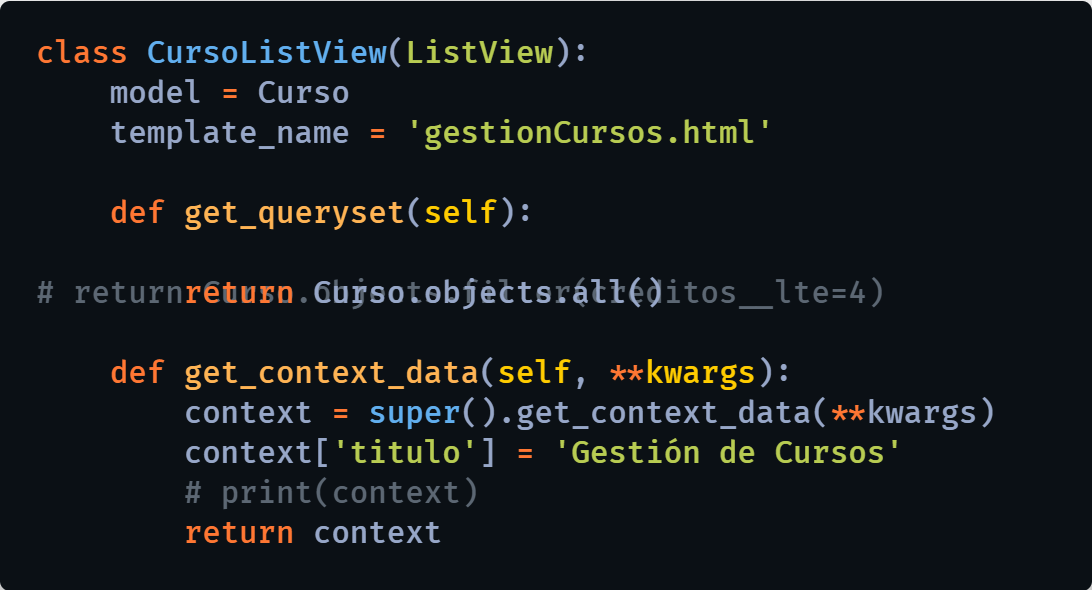 class CursoListView(ListView):
    model = Curso
    template_name = 'gestionCursos.html'
    def get_queryset(self):
# return Curso.objects.filter(creditos__lte=4)
        return Curso.objects.all()
    def get_context_data(self, **kwargs):
        context = super().get_context_data(**kwargs)
        context['titulo'] = 'Gestión de Cursos'
        # print(context)
        return context